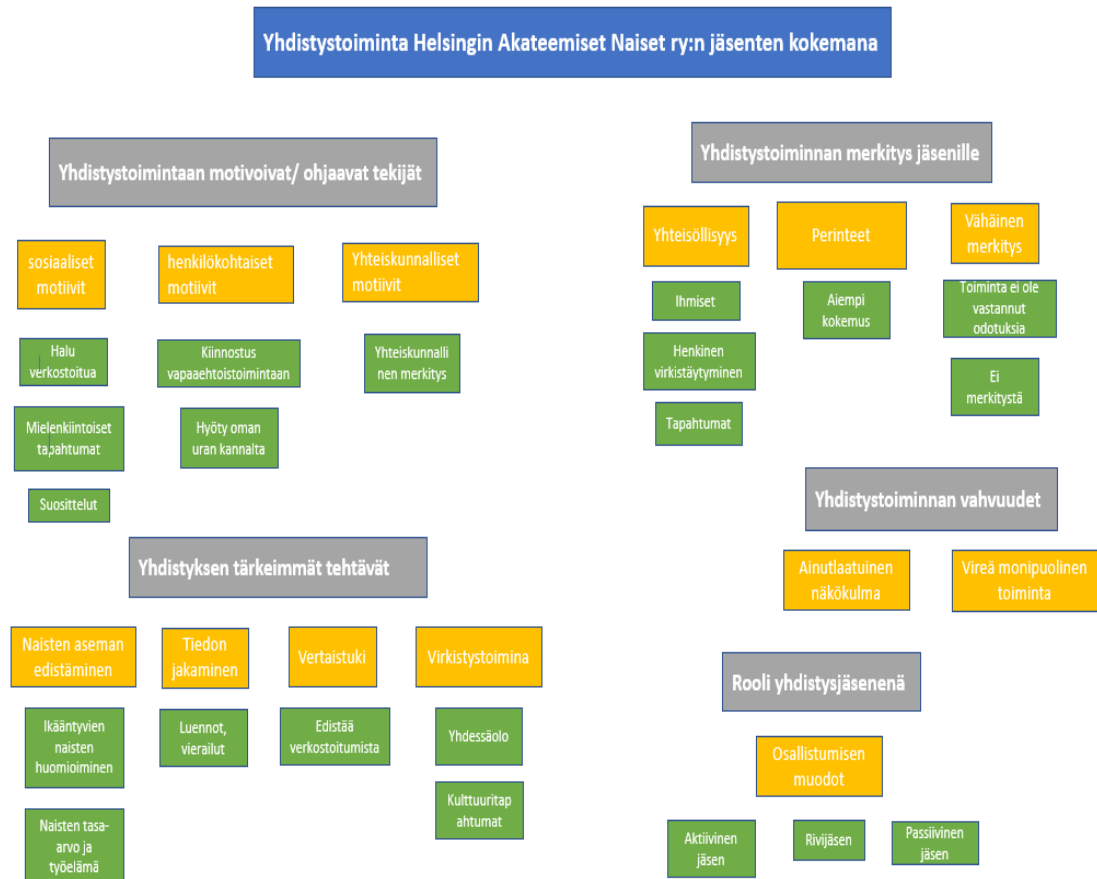 Yhdistystoiminta Helsingin Akateemiset Naiset ry:n jäsenten kokemana
Yhdistystoimintaan motivoivat/ ohjaavat tekijät
sosiaaliset
motiivit
henkilökohtaiset
motiivit
Yhteiskunnalliset
motiivit
Halu
verkostoitua
Kiinnostus
vapaaehtoistoimintaan
Yhteiskunnalli
nen merkitys
Mielenkiintoiset
tapahtumat
Hyöty oman
uran kannalta
Suosittelut
Yhdistyksen tärkeimmät tehtävät
Naisten aseman
edistäminen
Tiedon
jakaminen
Vertaistuki
Virkistystoimina
Ikääntyvien
naisten
huomioiminen
Luennot,
vierailut
Edistää
verkostoitumista
Yhdessäolo
Kulttuuritap
ahtumat
Naisten tasa-
arvo ja
työelämä
Yhdistystoiminnan merkitys jäsenille
Yhteisöllisyys
Perinteet
Vähäinen
merkitys
Ihmiset
Aiempi
kokemus
Toiminta ei ole
vastannut
odotuksia
Henkinen
virkistäytyminen
Ei
merkitystä
Tapahtumat
Yhdistystoiminnan vahvuudet
Ainutlaatuinen
näkökulma
Vireä monipuolinen
toiminta
Rooli yhdistysjäsenenä
Osallistumisen
muodot
Aktiivinen
jäsen
Rivijäsen
Passiivinen
jäsen